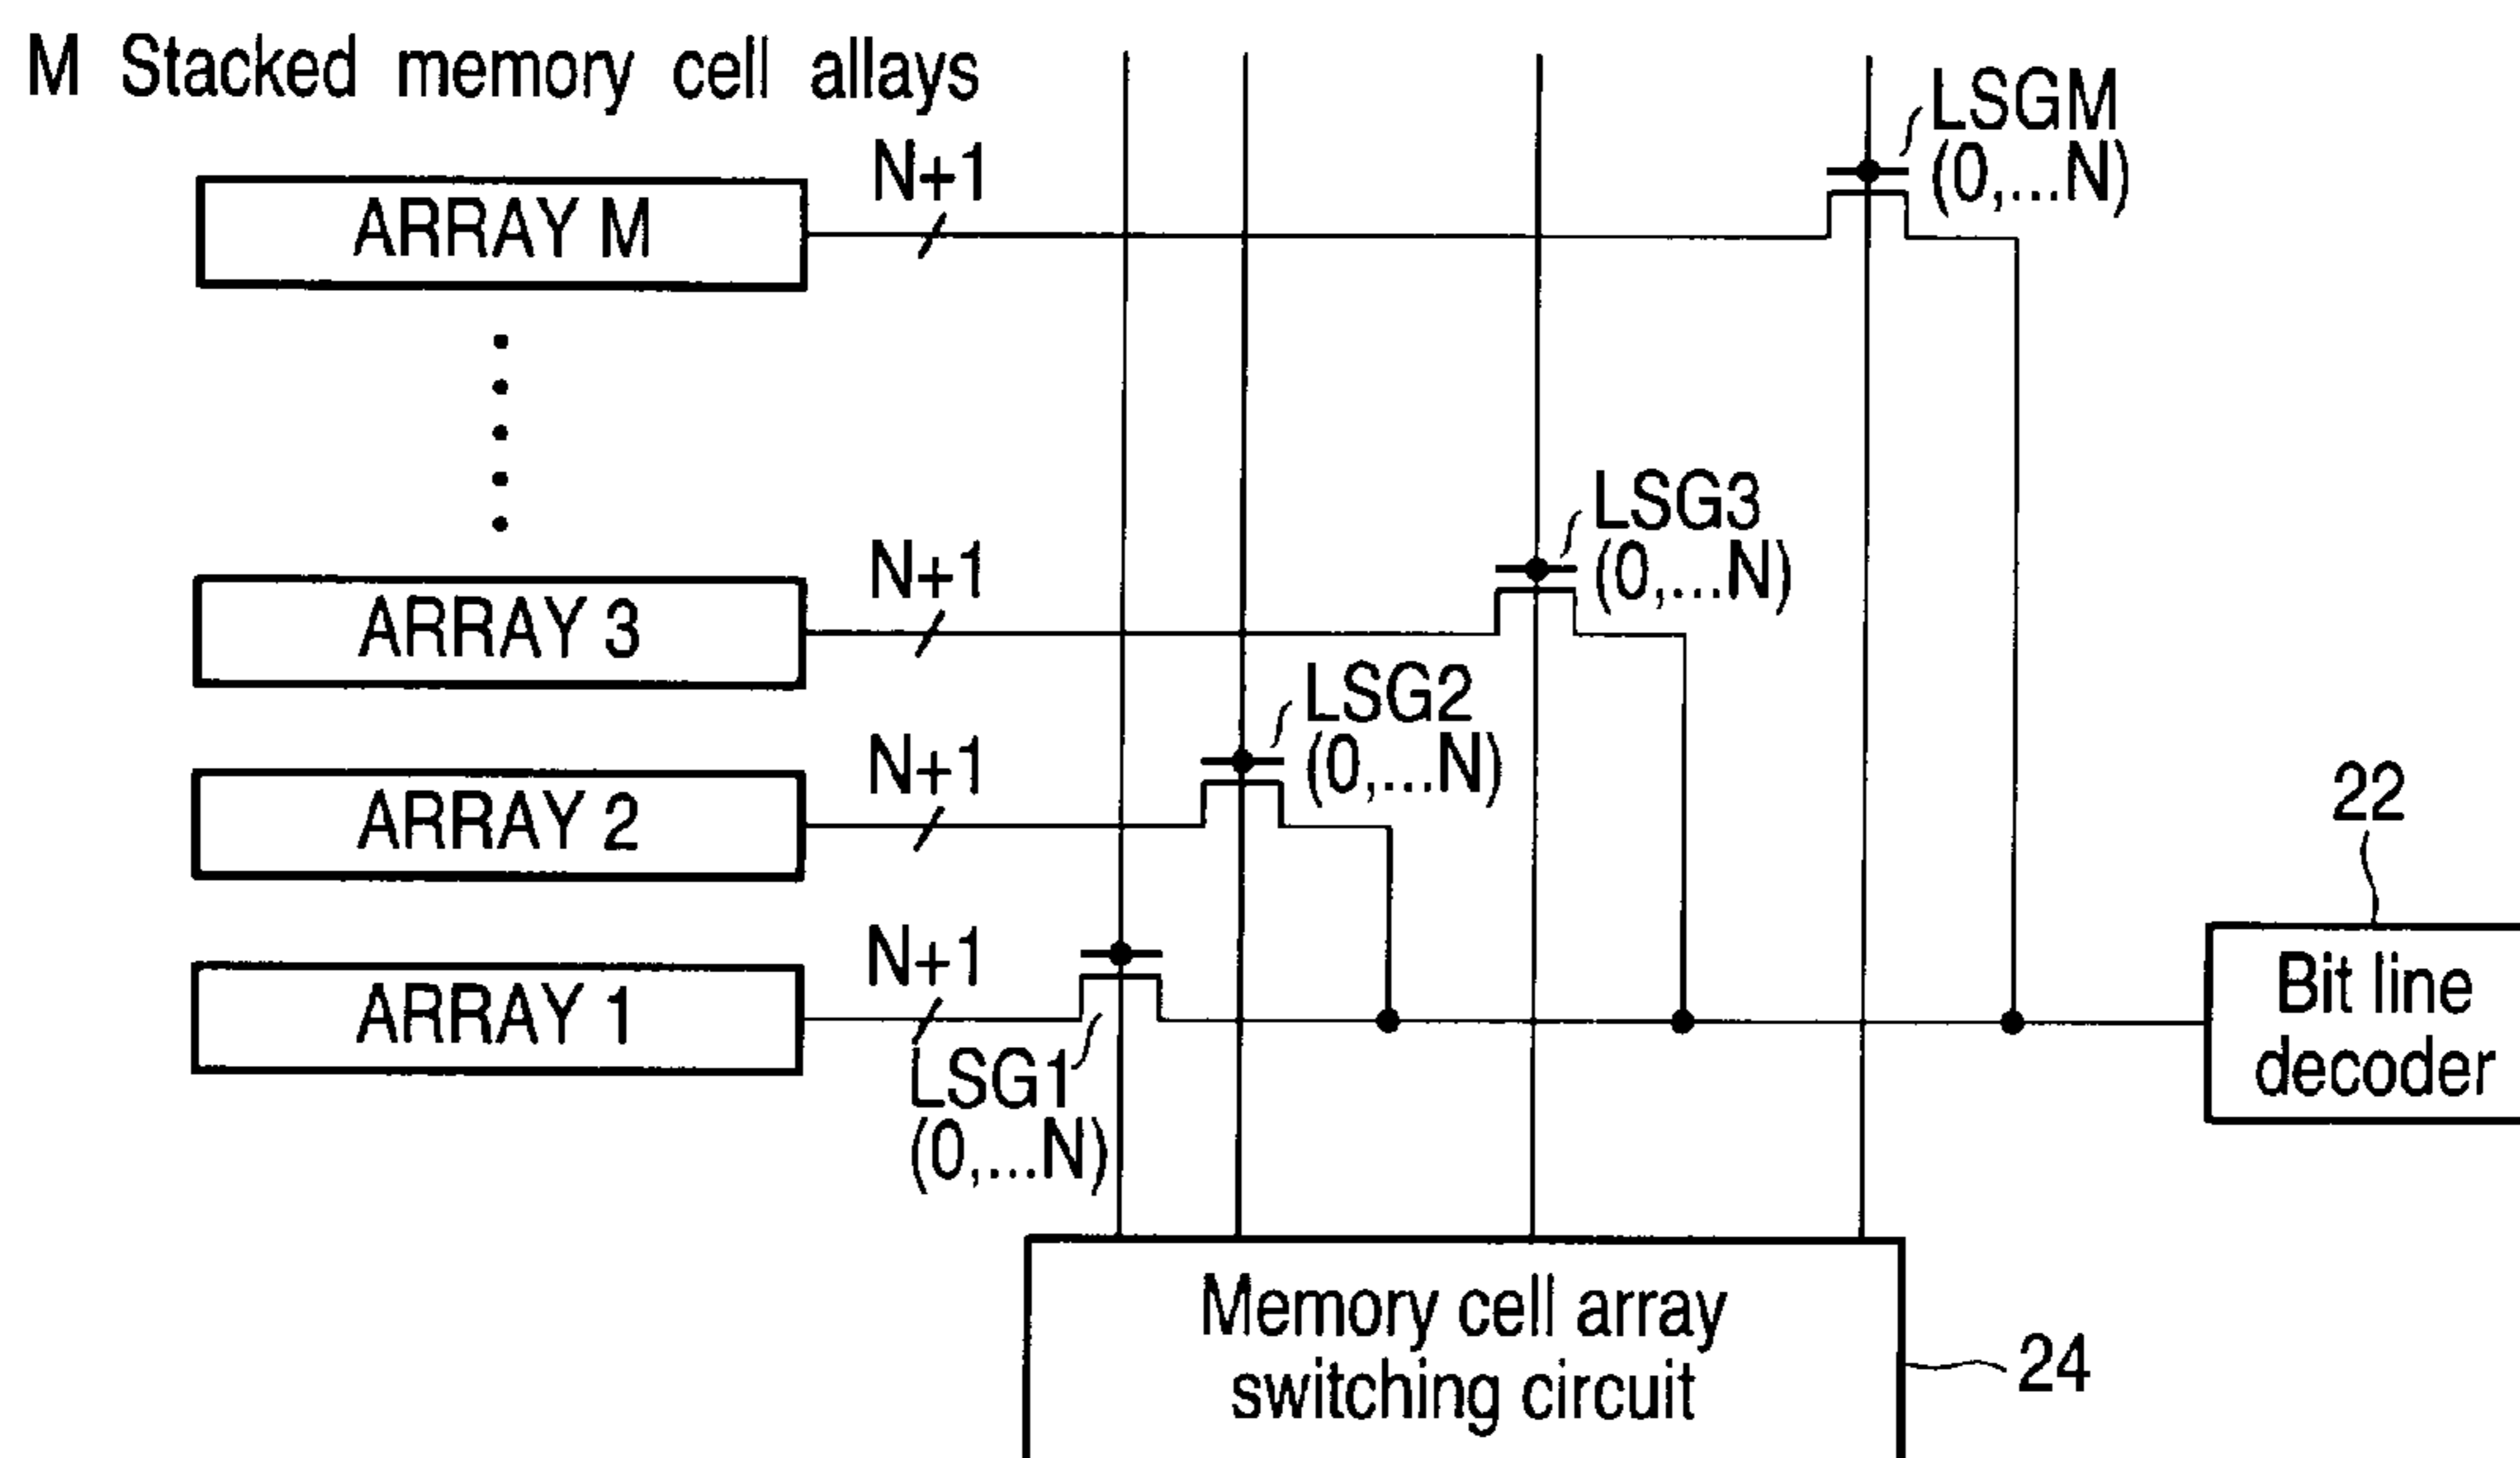 M Stacked memory cell allays
N+1
LSGM
(0,...N)
ARRAY M
LSG3
(0,...N)
N+1
ARRAY 3
LSG2
(0,...N)
N+1
ARRAY 2
22
N+1
ARRAY 1
LSG1
(0,...N)
Bit line
decoder
Memory cell array
switching circuit
24